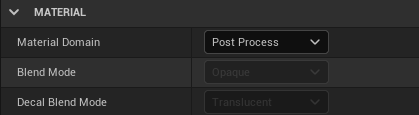 MATERIAL
Material Domain Post Process
Blend Mode Opaque
Decal Blend Mode Translucent